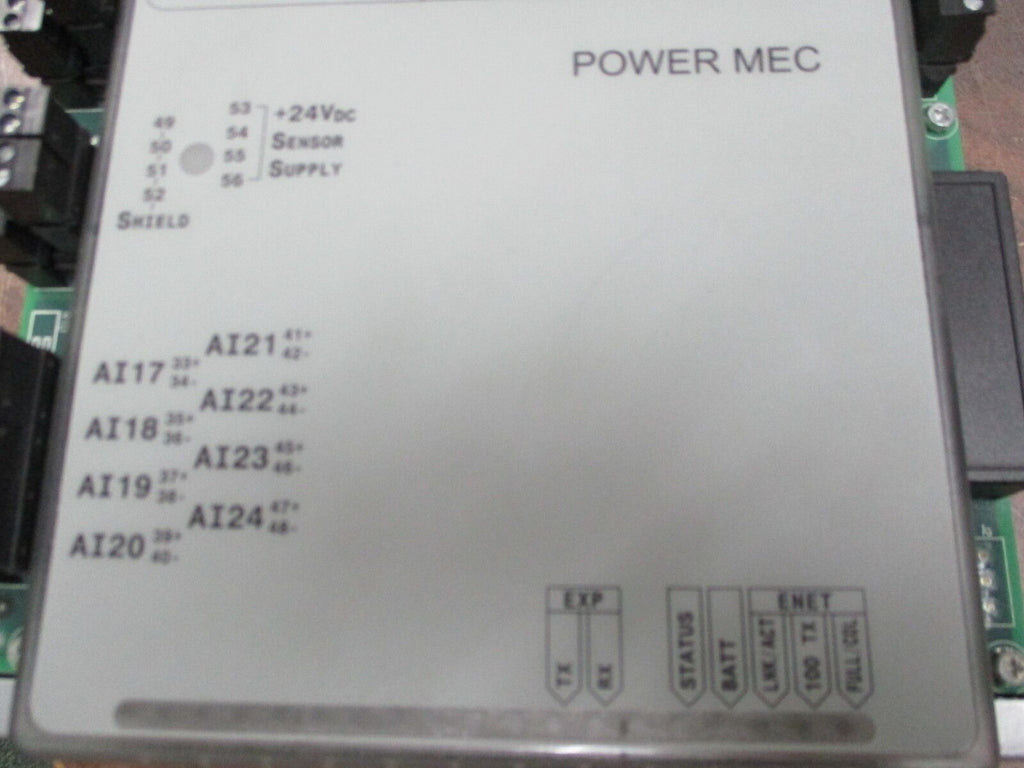 POWER MEC
49
50
51
52
SHIELD
53
54
55
56
+24VDC
SENSOR
SUPPLY
AI17 33+ 34-
AI18 35+ 36-
AI19 37+ 38-
AI20 39+ 40-
AI21 41+ 42-
AI22 43+ 44-
AI23 45+ 46-
AI24 47+ 48-
EXP
TX
RX
STATUS
BATT
ENET
LNK/ACT
100 TX
FULL/COL